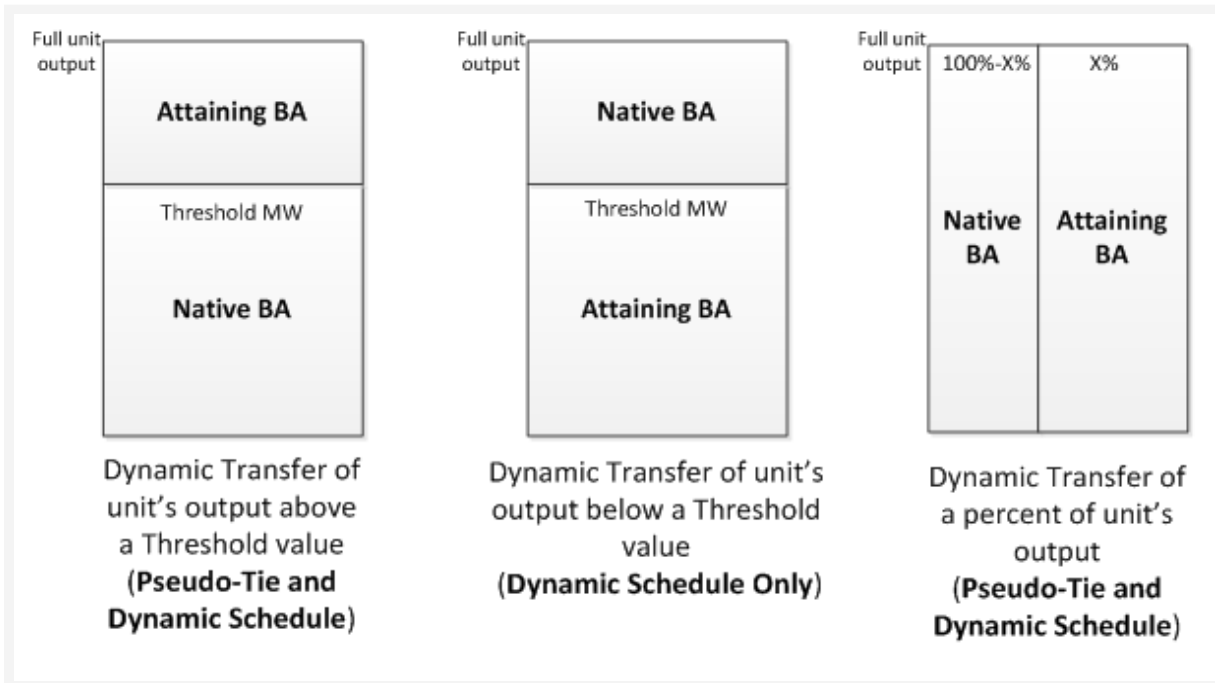 Full unit
output
Attaining BA
Threshold MW
Native BA
Dynamic Transfer of
unit's output above
a Threshold value
(Pseudo-Tie and
Dynamic Schedule)
Full unit
output
Native BA
Threshold MW
Attaining BA
Dynamic Transfer of unit's
output below a Threshold
value
(Dynamic Schedule Only)
Full unit
output
100%-X%
X%
Native
BA
Attaining
BA
Dynamic Transfer of
a percent of unit's
output
(Pseudo-Tie and
Dynamic Schedule)